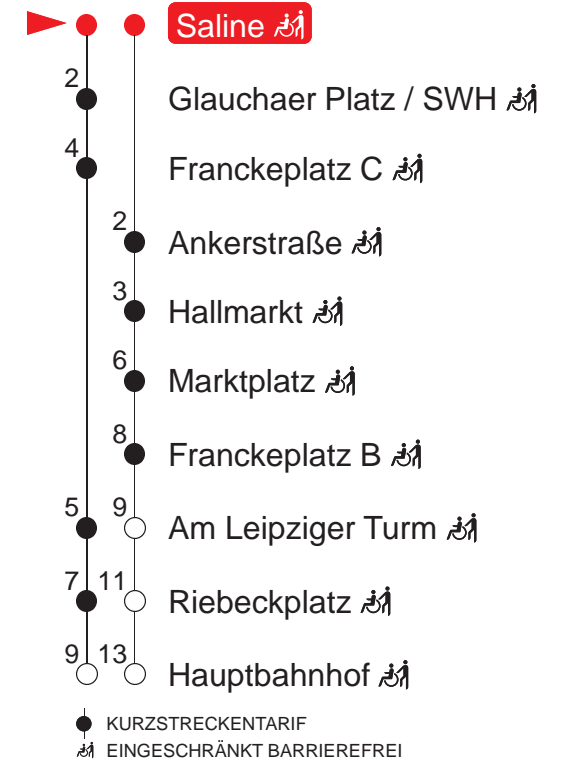 Saline
2 Glauchaer Platz / SWH
4 Franckeplatz C
2 Ankerstraße
3 Hallmarkt
6 Marktplatz
8 Franckeplatz B
5 9 Am Leipziger Turm
7 11 Riebeckplatz
9 13 Hauptbahnhof
KURZSTRECKENTARIF
EINGESCHRÄNKT BARRIEREFREI